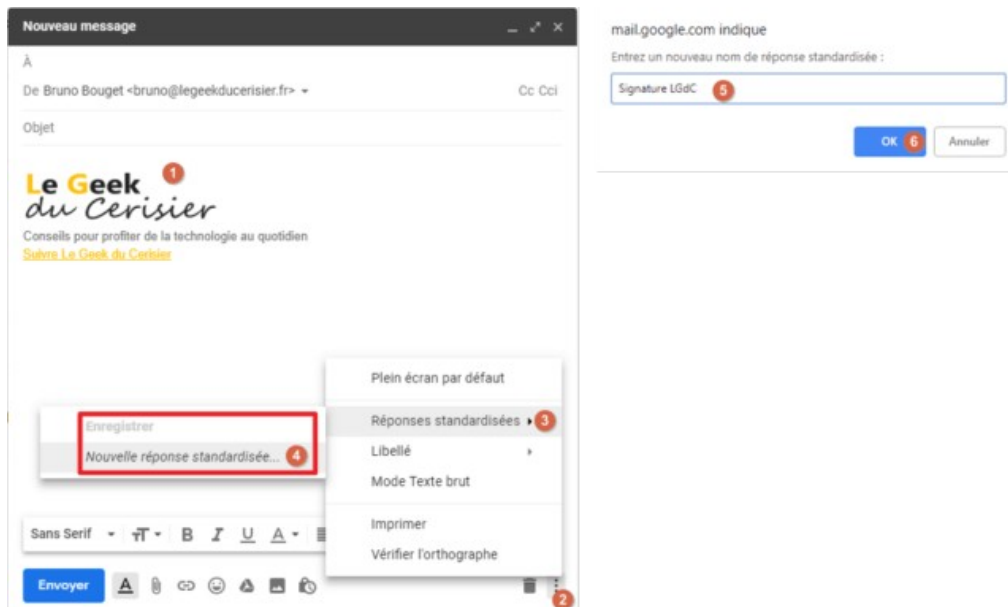 Nouveau message
À
De Bruno Bouget <bruno@legeekducerisier.fr>
Cc Cci
Objet
1
Le Geek
du Cerisier
Conseils pour profiter de la technologie au quotidien
Suivre Le Geek du Cerisier
Plein écran par défaut
Réponses standardisées 3
Enregistrer
Nouvelle réponse standardisée... 4
Libellé
Mode Texte brut
Imprimer
Vérifier l'orthographe
Sans Serif B I U A
Envoyer A
2
mail.google.com indique
Entrez un nouveau nom de réponse standardisée :
Signature LGdC 5
OK 6 Annuler